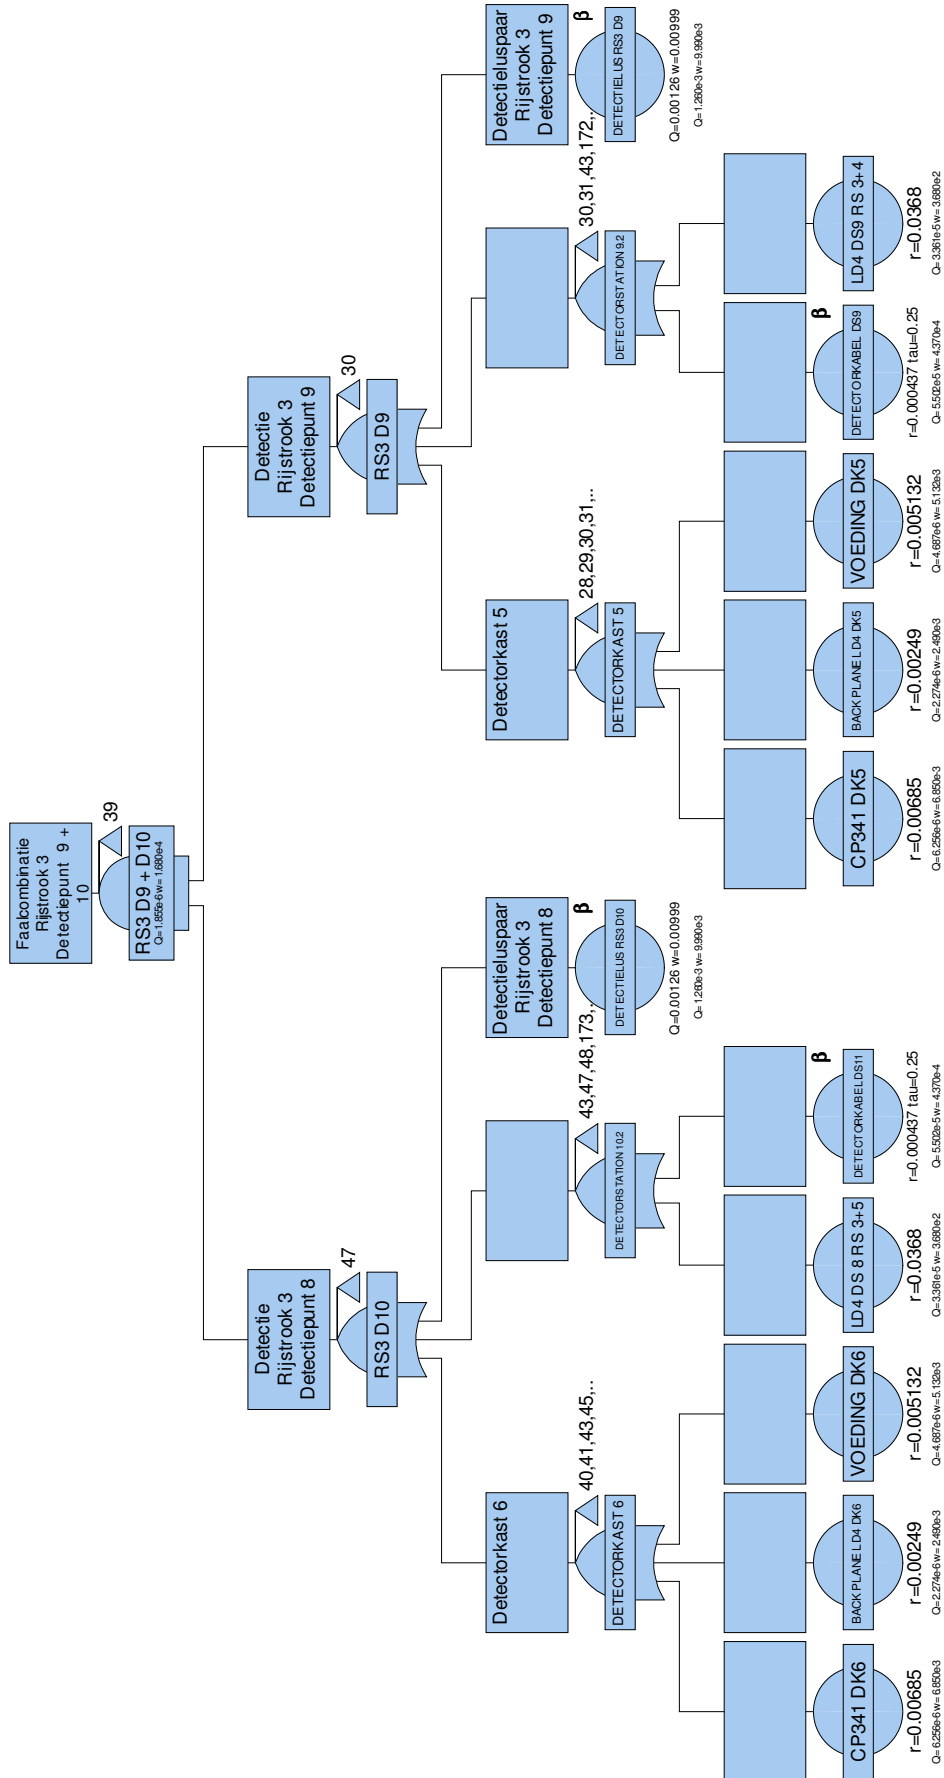 Faalcombinatie
Rijstrook 3
Detectiepunt 9 +
10
39
RS3 D9 + D10
Q=1.855e-6 w= 1.680e-4
Detectie
Rijstrook 3
Detectiepunt 8
47
RS3 D10
Detectie
Rijstrook 3
Detectiepunt 9
30
RS3 D9
Detectorkast 6
40,41,43,45,..
DETECTORKAST 6
43,47,48,173,..
DETECTORSTATION 10.2
Detectieluspaar
Rijstrook 3
Detectiepunt 8
β
DETECTIELUS RS3 D10
Q=0.00126 w=0.00999
Q=1.260e-3 w= 9.990e-3
Detectorkast 5
28,29,30,31,..
DETECTORKAST 5
30,31,43,172,..
DETECTORSTATION 9.2
Detectieluspaar
Rijstrook 3
Detectiepunt 9
β
DETECTIELUS RS3 D9
Q=0.00126 w=0.00999
Q=1.260e-3 w= 9.990e-3
CP341 DK6
r=0.00685
Q=6.256e-6 w= 6.850e-3
BACKPLANE LD4 DK6
r=0.00249
Q=2.274e-6 w= 2.490e-3
VOEDING DK6
r=0.005132
Q=4.687e-6 w= 5.132e-3
LD4 DS 8 RS 3+5
r=0.0368
Q=3.361e-5 w= 3.680e-2
β
DETECTORKABEL DS11
r=0.000437 tau=0.25
Q=5.502e-5 w= 4.370e-4
CP341 DK5
r=0.00685
Q=6.256e-6 w= 6.850e-3
BACKPLANE LD4 DK5
r=0.00249
Q=2.274e-6 w= 2.490e-3
VOEDING DK5
r=0.005132
Q=4.687e-6 w= 5.132e-3
β
DETECTORKABEL DS9
r=0.000437 tau=0.25
Q=5.502e-5 w= 4.370e-4
LD4 DS9 RS 3+4
r=0.0368
Q=3.361e-5 w= 3.680e-2